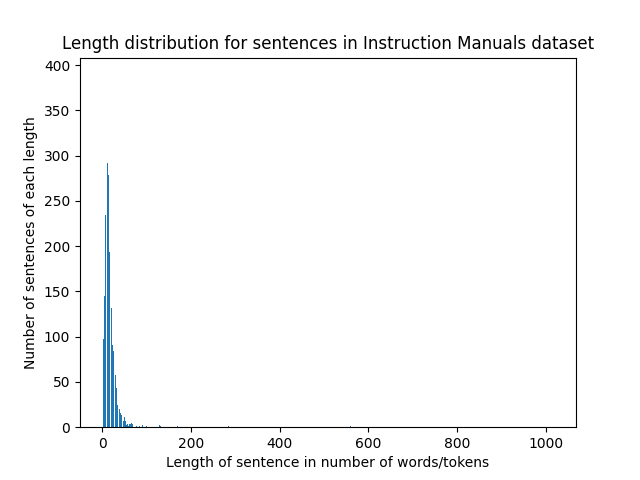 Length distribution for sentences in Instruction Manuals dataset
400
350
300
250
200
150
100
50
0
Number of sentences of each length
0 200 400 600 800 1000
Length of sentence in number of words/tokens